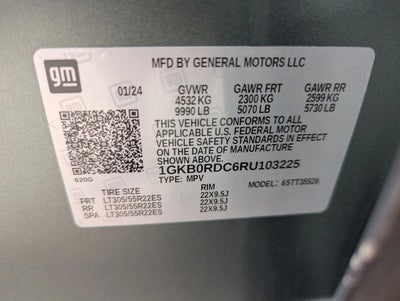 gm
MFD BY GENERAL MOTORS LLC
01/24 GVWR GAWR FRT GAWR RR
4532 KG 2300 KG 2599 KG
9990 LB 5070 LB 5730 LB
THIS VEHICLE CONFORMS TO ALL
APPLICABLE U.S. FEDERAL MOTOR
VEHICLE SAFETY STANDARDS IN EFFECT
ON THE DATE OF MANUFACTURE SHOWN ABOVE.
1GKB0RDC6RU103225
620G TYPE: MPV MODEL: 6STT35526
TIRE SIZE RIM
FRT LT305/55R22ES 22X9.5J
RR LT305/55R22ES 22X9.5J
SPA LT305/55R22ES 22X9.5J